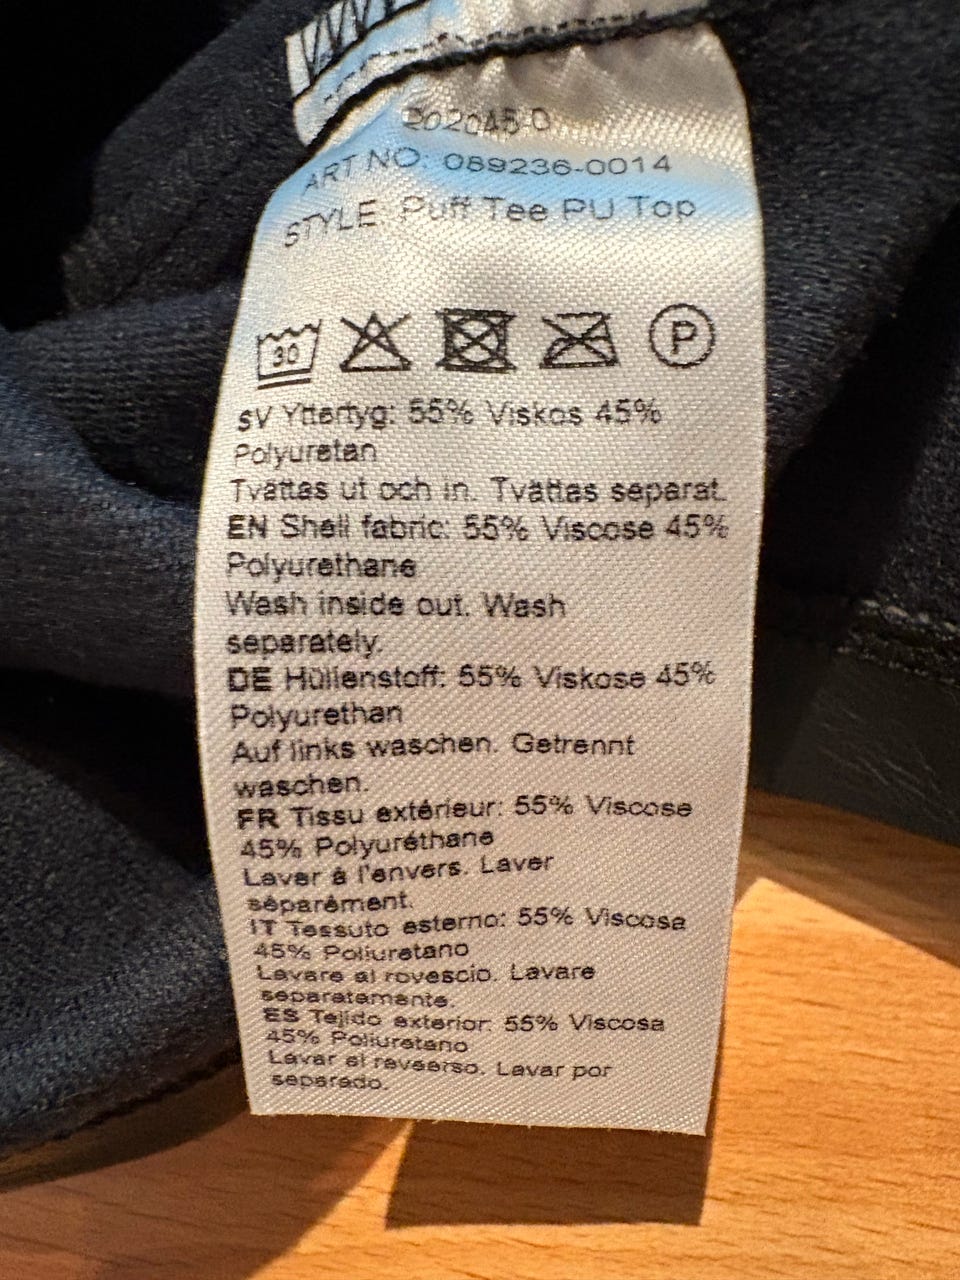 202045-0
ART NO: 089236-0014
STYLE: Puff Tee PU Top
30
P
SV Yttertyg: 55% Viskos 45%
Polyuretan
Tvättas ut och in. Tvättas separat.
EN Shell fabric: 55% Viscose 45%
Polyurethane
Wash inside out. Wash
separately.
DE Hüllenstoff: 55% Viskose 45%
Polyurethan
Auf links waschen. Getrennt
waschen.
FR Tissu extérieur: 55% Viscose
45% Polyuréthane
Laver à l'envers. Laver
séparément.
IT Tessuto esterno: 55% Viscosa
45% Poliuretano
Lavare al rovescio. Lavare
separatamente.
ES Tejido exterior: 55% Viscosa
45% Poliuretano
Lavar al reveerso. Lavar por
separado.